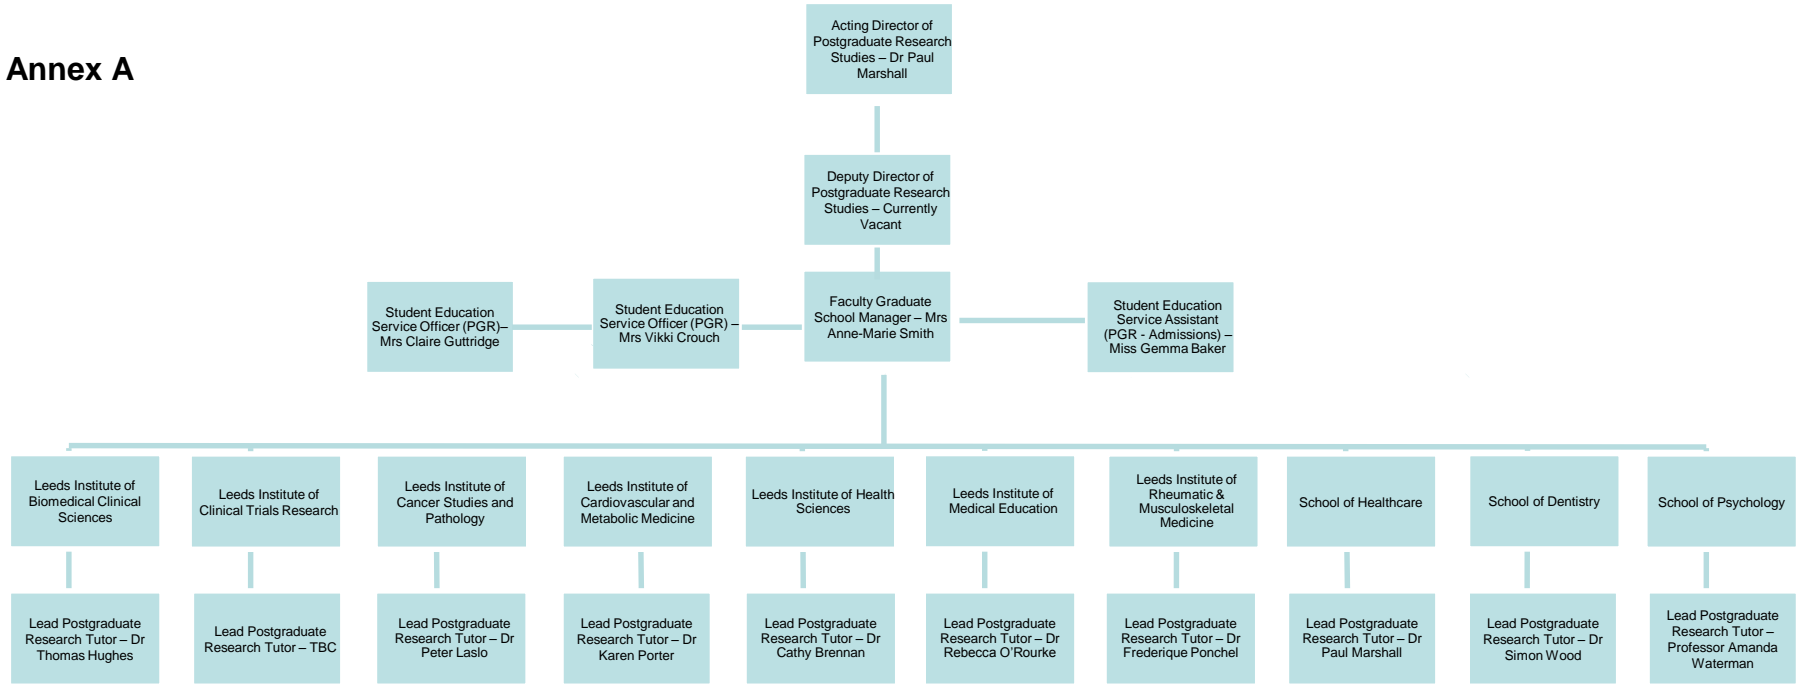 Annex A
Acting Director of
Postgraduate Research
Studies – Dr Paul
Marshall
Deputy Director of
Postgraduate Research
Studies – Currently
Vacant
Student Education
Service Officer (PGR)–
Mrs Claire Guttridge
Student Education
Service Officer (PGR) –
Mrs Vikki Crouch
Faculty Graduate
School Manager – Mrs
Anne-Marie Smith
Student Education
Service Assistant
(PGR - Admissions) –
Miss Gemma Baker
Leeds Institute of
Biomedical Clinical
Sciences
Leeds Institute of
Clinical Trials Research
Leeds Institute of
Cancer Studies and
Pathology
Leeds Institute of
Cardiovascular and
Metabolic Medicine
Leeds Institute of Health
Sciences
Leeds Institute of
Medical Education
Leeds Institute of
Rheumatic &
Musculoskeletal
Medicine
School of Healthcare
School of Dentistry
School of Psychology
Lead Postgraduate
Research Tutor – Dr
Thomas Hughes
Lead Postgraduate
Research Tutor – TBC
Lead Postgraduate
Research Tutor – Dr
Peter Laslo
Lead Postgraduate
Research Tutor – Dr
Karen Porter
Lead Postgraduate
Research Tutor – Dr
Cathy Brennan
Lead Postgraduate
Research Tutor – Dr
Rebecca O’Rourke
Lead Postgraduate
Research Tutor – Dr
Frederique Ponchel
Lead Postgraduate
Research Tutor – Dr
Paul Marshall
Lead Postgraduate
Research Tutor – Dr
Simon Wood
Lead Postgraduate
Research Tutor –
Professor Amanda
Waterman